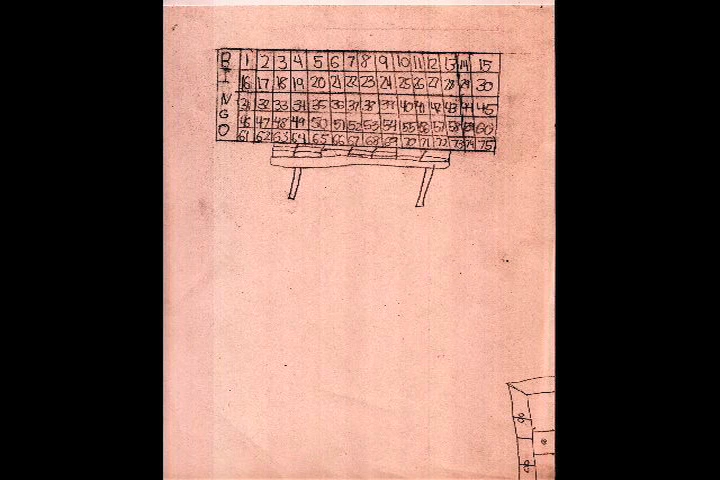 B 1 2 3 4 5 6 7 8 9 10 11 12 13 14 15
I 16 17 18 19 20 21 22 23 24 25 26 27 28 29 30
N 31 32 33 34 35 36 37 38 39 40 41 42 43 44 45
G 46 47 48 49 50 51 52 53 54 55 56 57 58 59 60
O 61 62 63 64 65 66 67 68 69 70 71 72 73 74 75